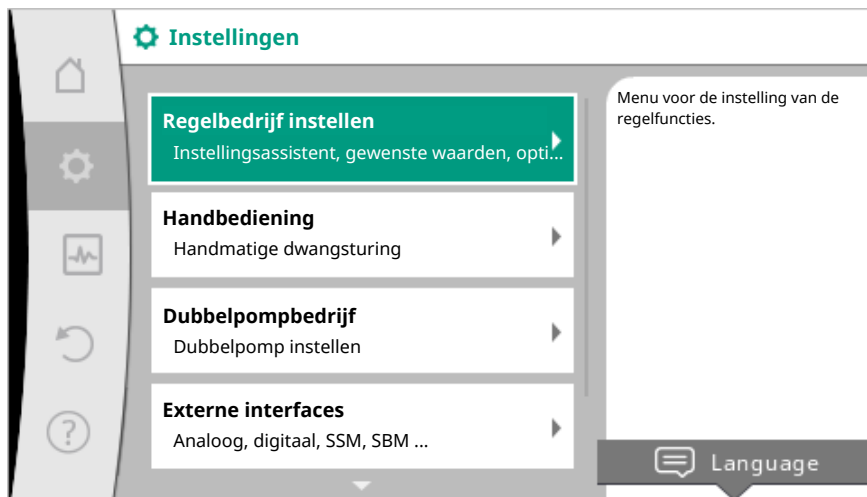 Instellingen
Regelbedrijf instellen
Instellingsassistent, gewenste waarden, opti...
Handbediening
Handmatige dwangsturing
Dubbelpompbedrijf
Dubbelpomp instellen
Externe interfaces
Analoog, digitaal, SSM, SBM ...
Menu voor de instelling van de
regelfuncties.
Language